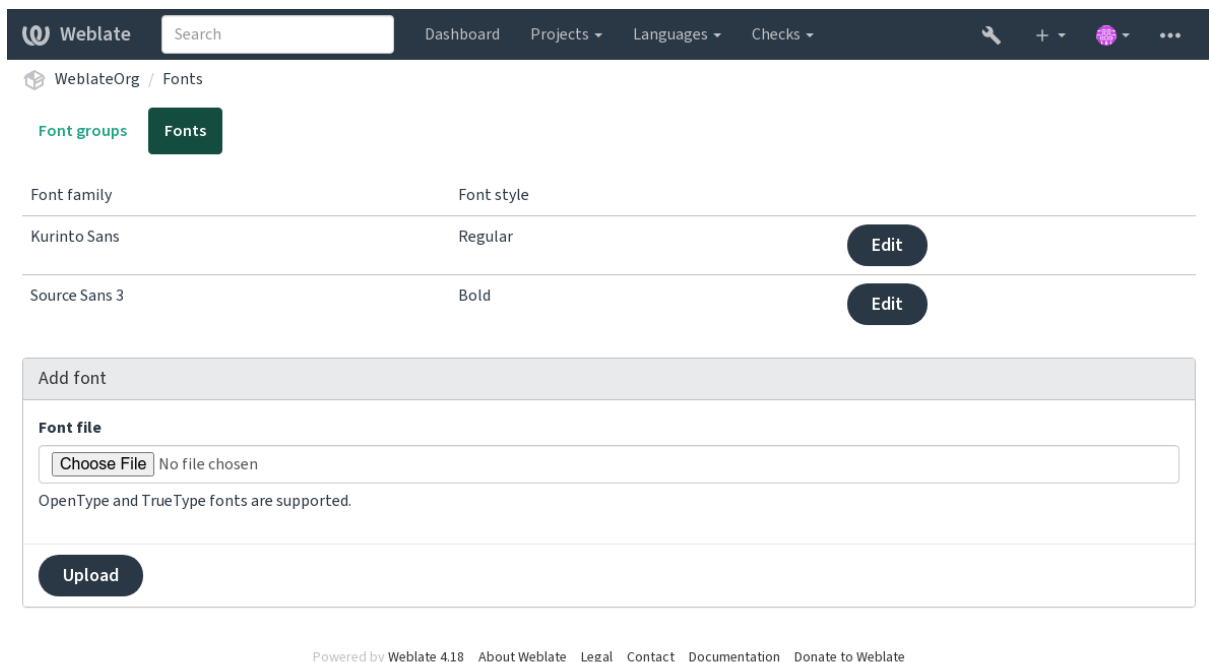 Weblate Search Dashboard Projects Languages Checks
WeblateOrg / Fonts
Font groups Fonts
Font family Font style
Kurinto Sans Regular Edit
Source Sans 3 Bold Edit
Add font
Font file
Choose File No file chosen
OpenType and TrueType fonts are supported.
Upload
Powered by Weblate 4.18 About Weblate Legal Contact Documentation Donate to Weblate